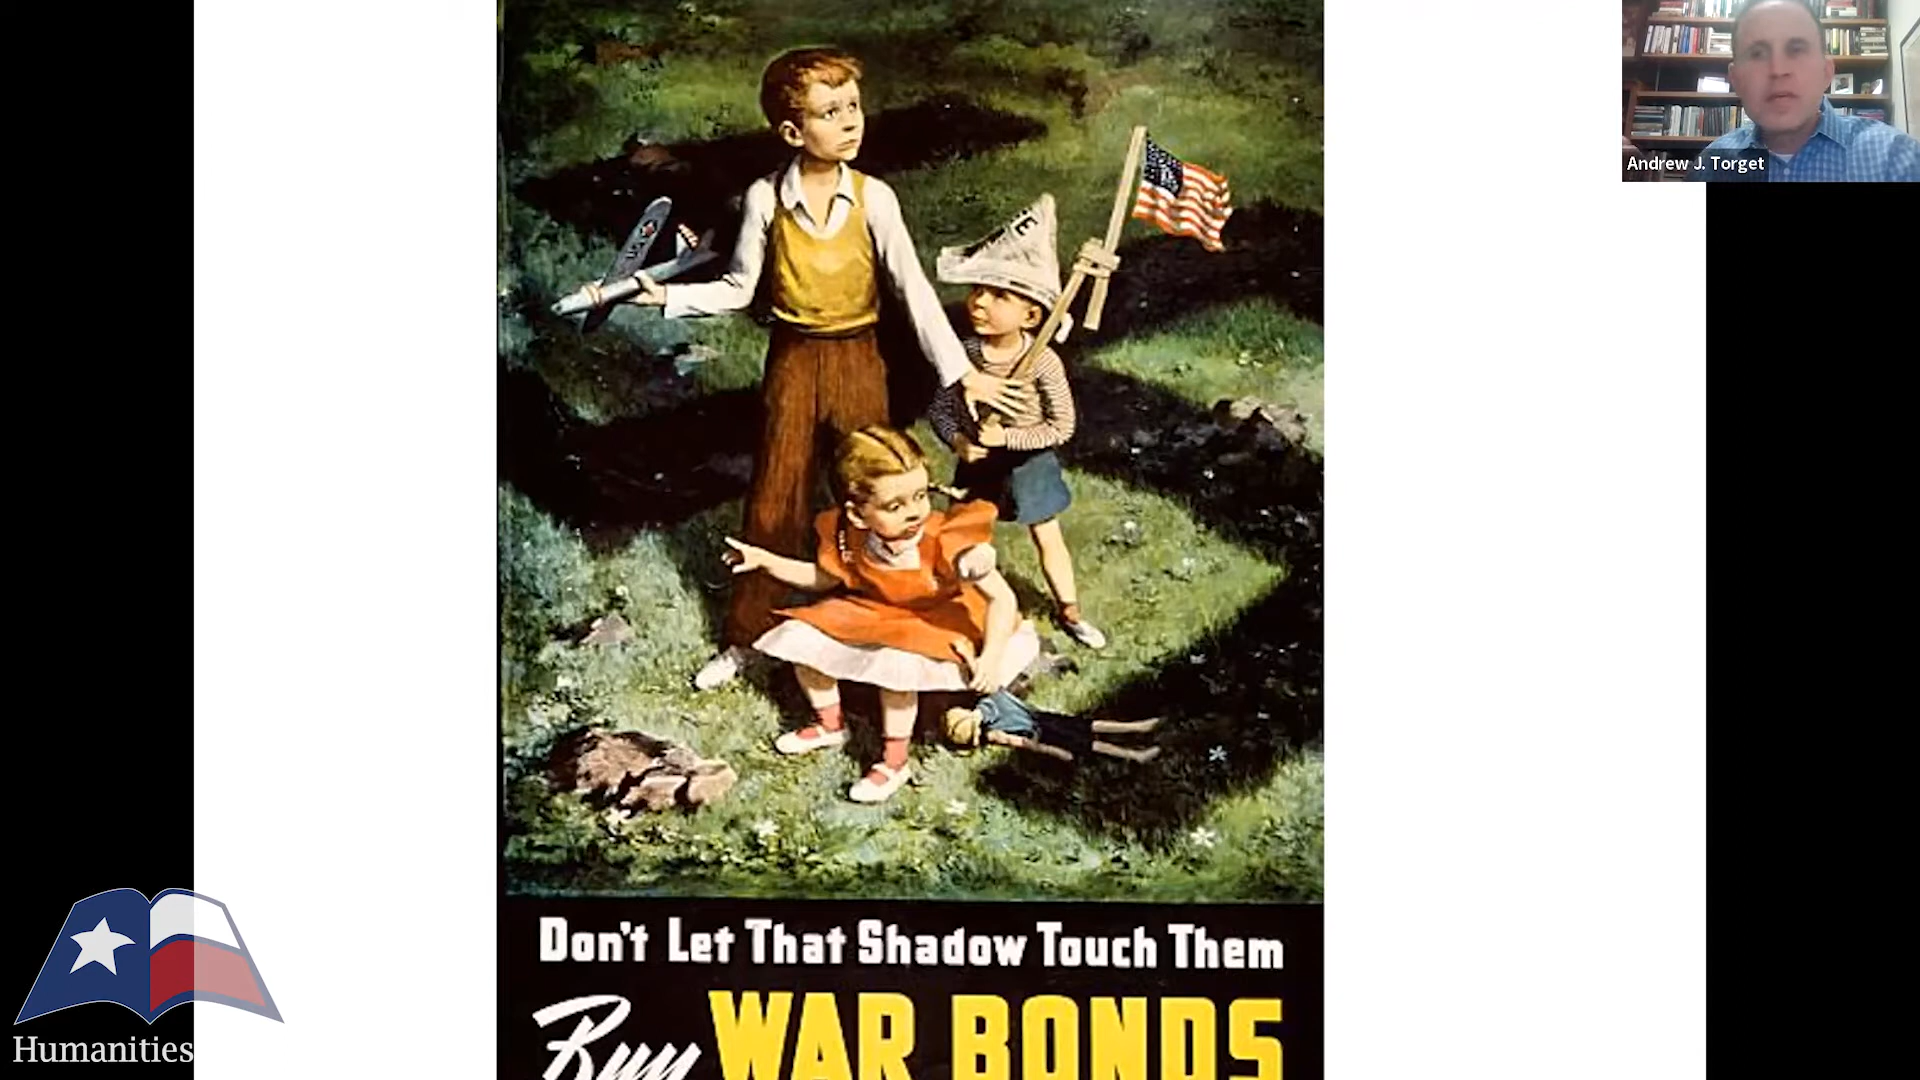 Andrew J. Torget
Don't Let That Shadow Touch Them
Buy WAR BONDS
Humanities